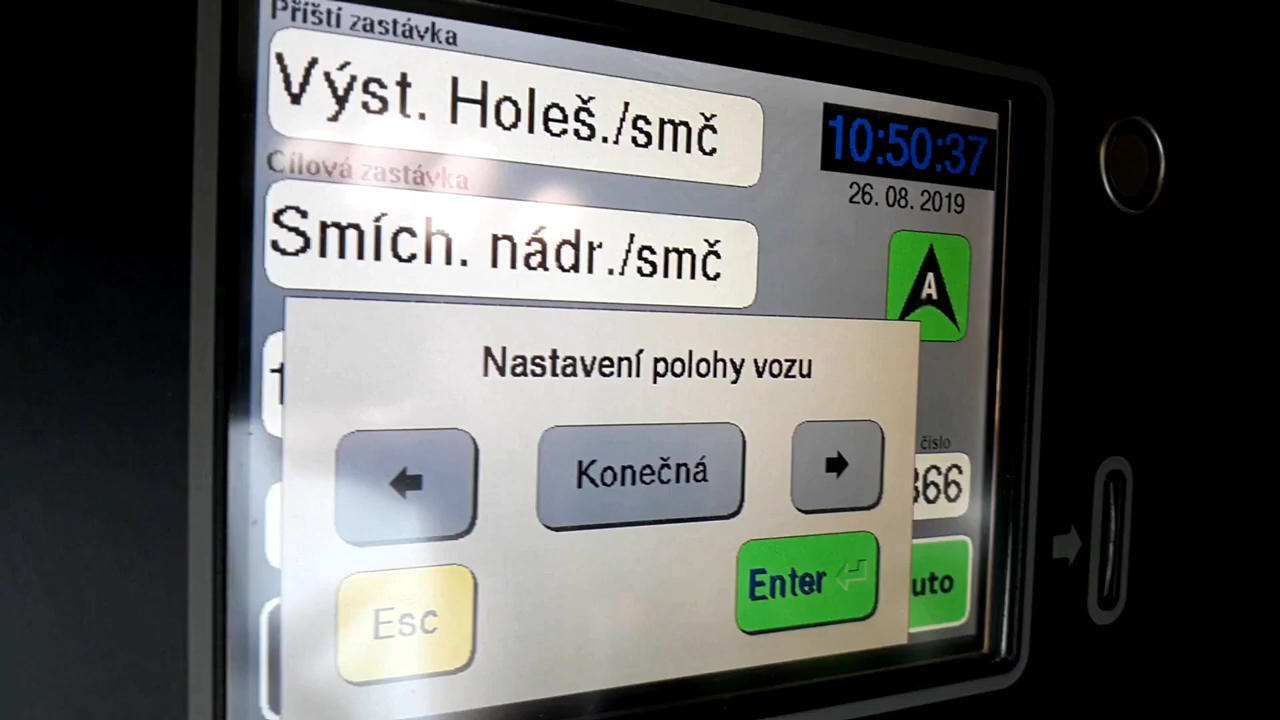 Příští zastávka
Výst. Holeš./smč
10:50:37
Cílová zastávka
26. 08. 2019
Smích. nádr./smč
A
Nastavení polohy vozu
číslo
Konečná
66
Enter
uto
Esc